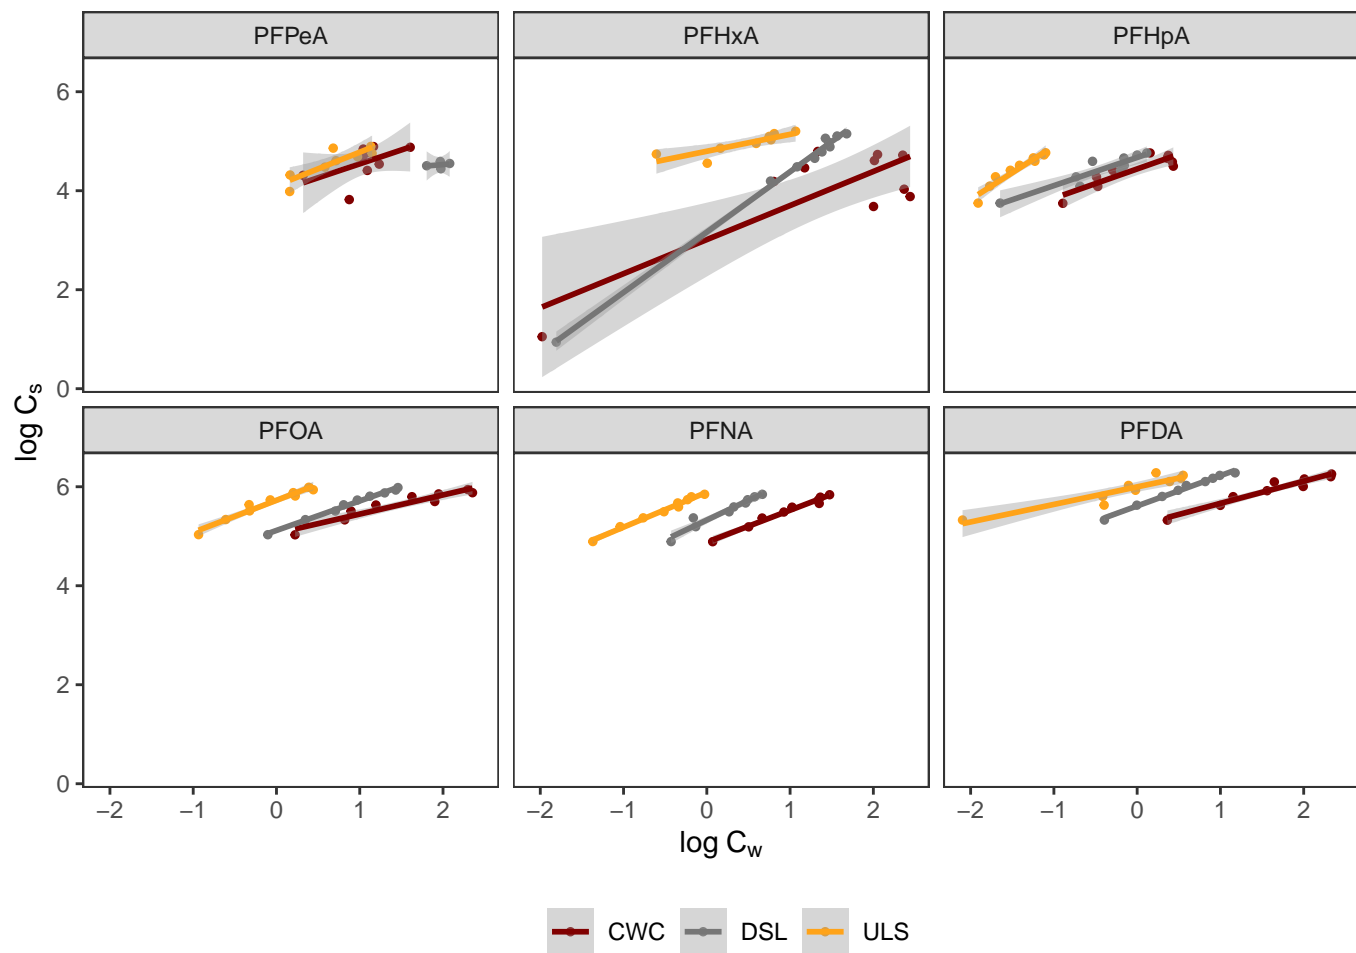 PFPeA PFHxA PFHpA
6
4
2
0
log Cₛ
PFOA PFNA PFDA
6
4
2
0
−2 −1 0 1 2 −2 −1 0 1 2 −2 −1 0 1 2
log C_w
CWC DSL ULS